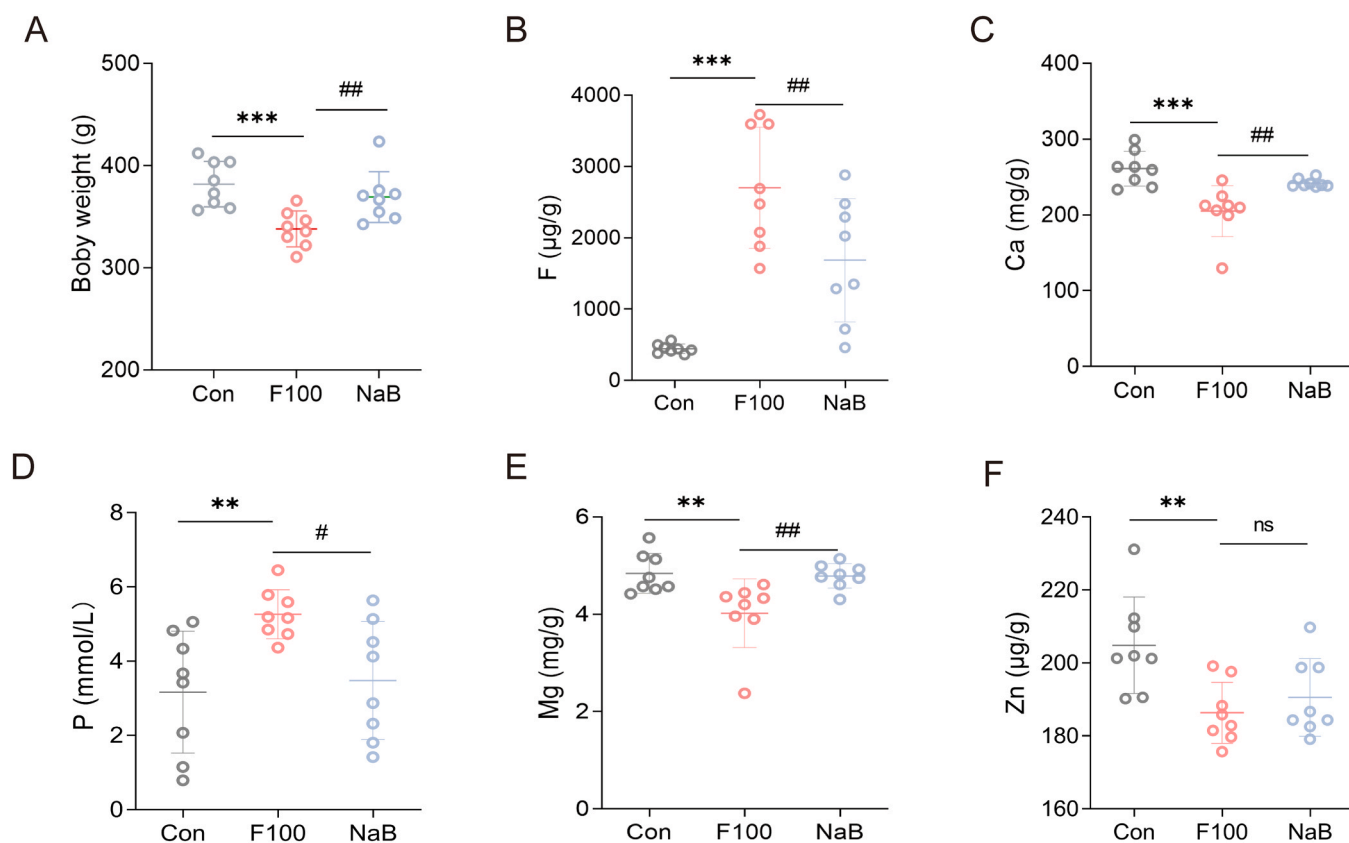 A
Boby weight (g)
500
400
300
200
***
##
Con F100 NaB
B
F (µg/g)
4000
3000
2000
1000
0
***
##
Con F100 NaB
C
Ca (mg/g)
400
300
200
100
0
***
##
Con F100 NaB
D
P (mmol/L)
8
6
4
2
0
**
#
Con F100 NaB
E
Mg (mg/g)
6
4
2
0
**
##
Con F100 NaB
F
Zn (µg/g)
240
220
200
180
160
**
ns
Con F100 NaB